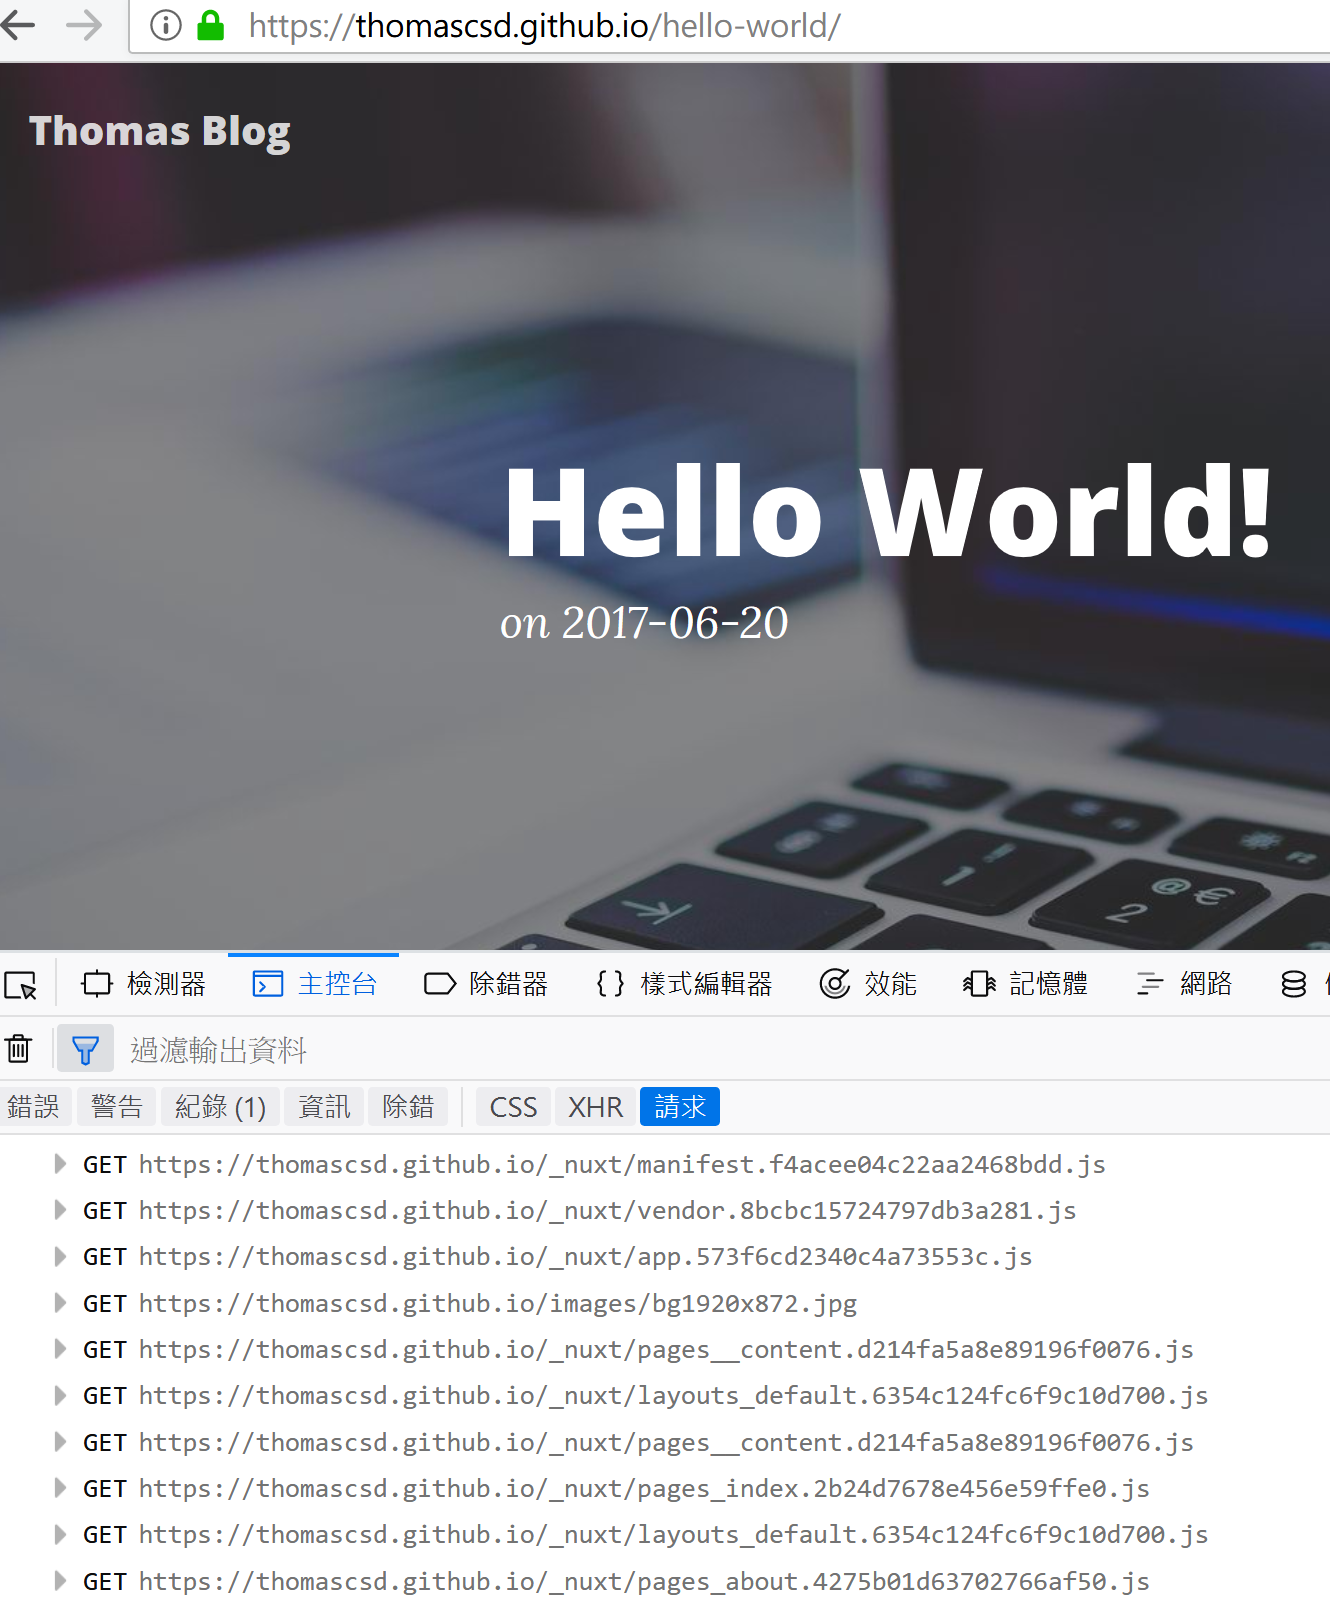 https://thomascsd.github.io/hello-world/
Thomas Blog
Hello World!
on 2017-06-20
檢測器 主控台 除錯器 { } 樣式編輯器 效能 記憶體 網路
過濾輸出資料
錯誤 警告 紀錄 (1) 資訊 除錯 CSS XHR 請求
GET https://thomascsd.github.io/_nuxt/manifest.f4acee04c22aa2468bdd.js
GET https://thomascsd.github.io/_nuxt/vendor.8bcbc15724797db3a281.js
GET https://thomascsd.github.io/_nuxt/app.573f6cd2340c4a73553c.js
GET https://thomascsd.github.io/images/bg1920x872.jpg
GET https://thomascsd.github.io/_nuxt/pages__content.d214fa5a8e89196f0076.js
GET https://thomascsd.github.io/_nuxt/layouts_default.6354c124fc6f9c10d700.js
GET https://thomascsd.github.io/_nuxt/pages__content.d214fa5a8e89196f0076.js
GET https://thomascsd.github.io/_nuxt/pages_index.2b24d7678e456e59ffe0.js
GET https://thomascsd.github.io/_nuxt/layouts_default.6354c124fc6f9c10d700.js
GET https://thomascsd.github.io/_nuxt/pages_about.4275b01d63702766af50.js